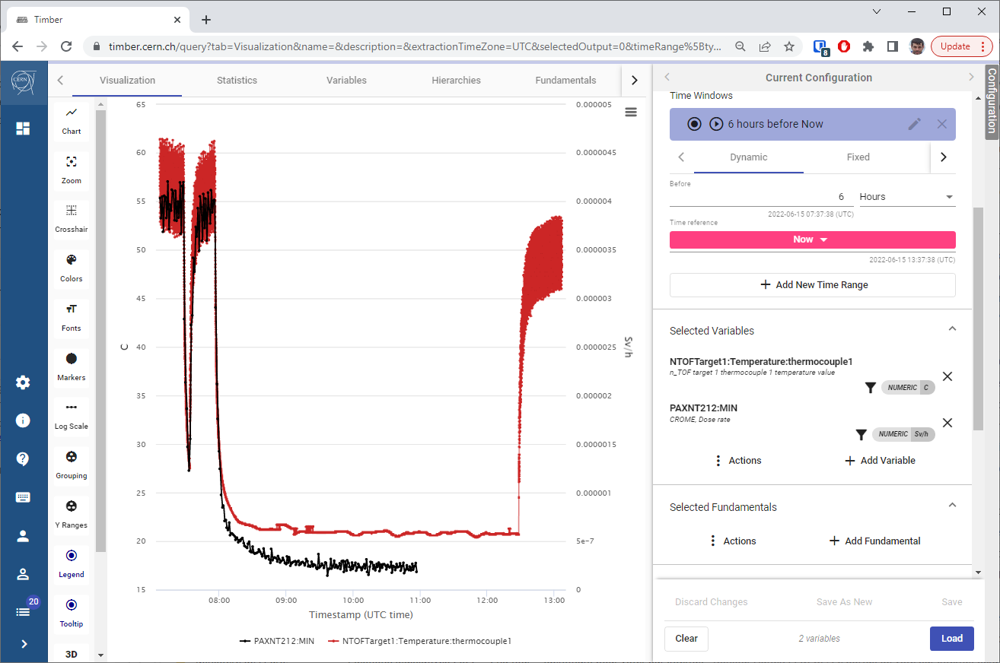 Timber
timber.cern.ch/query?tab=Visualization&name=&description=&extractionTimeZone=UTC&selectedOutput=0&timeRange%5Bty...
8
Update
CERN
Visualization
Statistics
Variables
Hierarchies
Fundamentals
Current Configuration
Configuration
Chart
Zoom
Crosshair
Colors
Fonts
Markers
Log Scale
Grouping
Y Ranges
Legend
Tooltip
3D
20
65
60
55
50
45
40
35
30
25
20
15
C
0.000005
0.0000045
0.000004
0.0000035
0.000003
0.0000025
0.000002
0.0000015
0.000001
5e-7
0
Sv/h
08:00
09:00
10:00
11:00
12:00
13:00
Timestamp (UTC time)
PAXNT212:MIN
NTOFTarget1:Temperature:thermocouple1
Time Windows
6 hours before Now
Dynamic
Fixed
Before
6
Hours
2022-06-15 07:37:38 (UTC)
Time reference
Now
2022-06-15 13:37:38 (UTC)
Add New Time Range
Selected Variables
NTOFTarget1:Temperature:thermocouple1
n_TOF target 1 thermocouple 1 temperature value
NUMERIC C
PAXNT212:MIN
CROME, Dose rate
NUMERIC Sv/h
Actions
Add Variable
Selected Fundamentals
Actions
Add Fundamental
Discard Changes
Save As New
Save
Clear
2 variables
Load